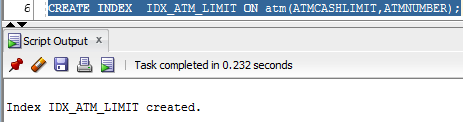 6 CREATE INDEX IDX_ATM_LIMIT ON atm(ATMCASHLIMIT,ATMNUMBER);
Script Output x
Task completed in 0.232 seconds
Index IDX_ATM_LIMIT created.